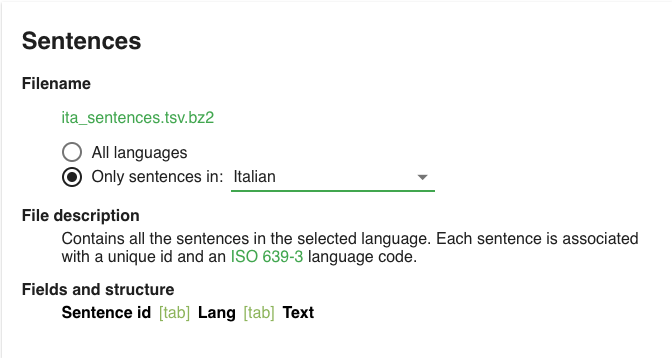 Sentences
Filename
ita_sentences.tsv.bz2
All languages
Only sentences in: Italian
File description
Contains all the sentences in the selected language. Each sentence is associated
with a unique id and an ISO 639-3 language code.
Fields and structure
Sentence id [tab] Lang [tab] Text